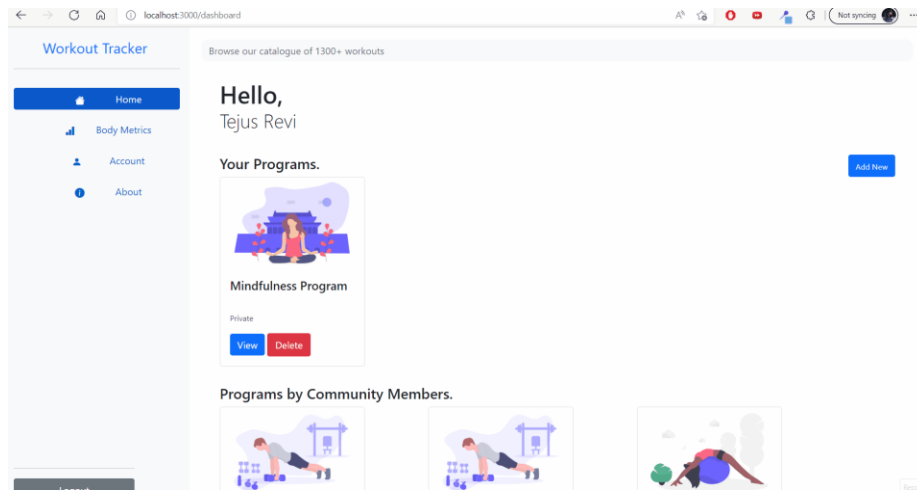 localhost:3000/dashboard
Not syncing
Workout Tracker
Browse our catalogue of 1300+ workouts
Home
Body Metrics
Account
About
Hello,
Tejus Revi
Your Programs.
Add New
Mindfulness Program
Private
View
Delete
Programs by Community Members.